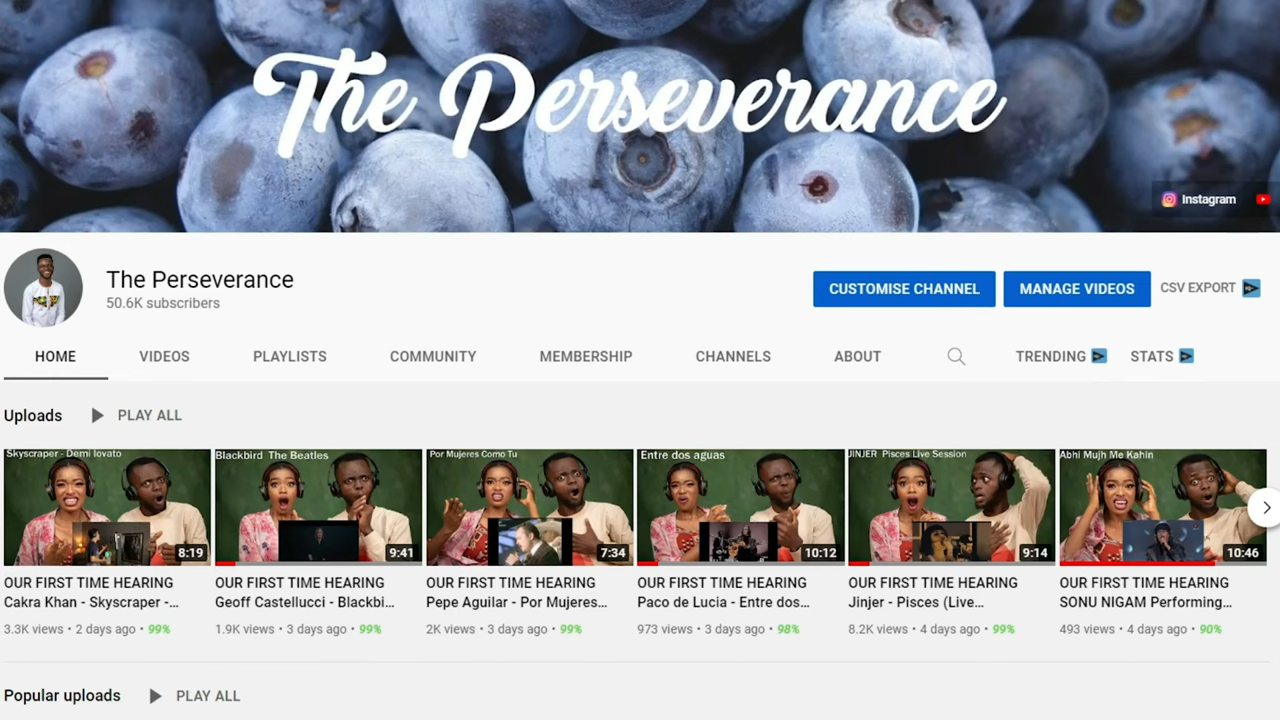 The Perseverance
Instagram
The Perseverance
50.6K subscribers
CUSTOMISE CHANNEL
MANAGE VIDEOS
CSV EXPORT
HOME
VIDEOS
PLAYLISTS
COMMUNITY
MEMBERSHIP
CHANNELS
ABOUT
TRENDING
STATS
Uploads
PLAY ALL
Skyscraper - Demi lovato
8:19
OUR FIRST TIME HEARING
Cakra Khan - Skyscraper -...
3.3K views • 2 days ago • 99%
Blackbird The Beatles
9:41
OUR FIRST TIME HEARING
Geoff Castellucci - Blackbi...
1.9K views • 3 days ago • 99%
Por Mujeres Como Tu
7:34
OUR FIRST TIME HEARING
Pepe Aguilar - Por Mujeres...
2K views • 3 days ago • 99%
Entre dos aguas
10:12
OUR FIRST TIME HEARING
Paco de Lucia - Entre dos...
973 views • 3 days ago • 98%
JINJER Pisces Live Session
9:14
OUR FIRST TIME HEARING
Jinjer - Pisces (Live...
8.2K views • 4 days ago • 99%
Abhi Mujh Me Kahin
10:46
OUR FIRST TIME HEARING
SONU NIGAM Performing...
493 views • 4 days ago • 90%
Popular uploads
PLAY ALL